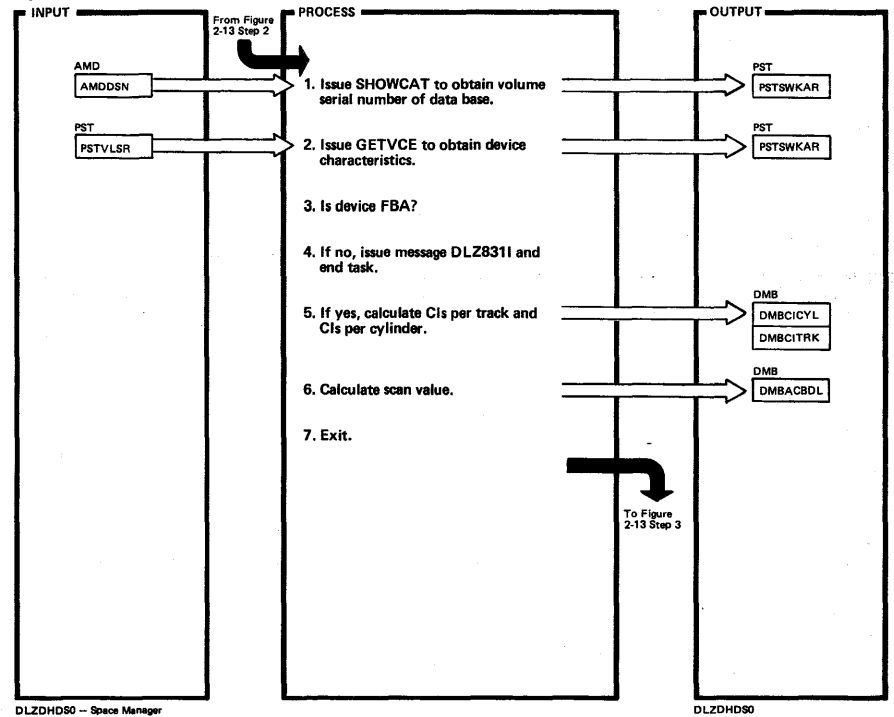 INPUT
From Figure
2-13 Step 2
PROCESS
OUTPUT
AMD
AMDDSN
1. Issue SHOWCAT to obtain volume
serial number of data base.
PST
PSTSWKAR
PST
PSTVLSR
2. Issue GETVCE to obtain device
characteristics.
PST
PSTSWKAR
3. Is device FBA?
4. If no, issue message DLZ831I and
end task.
5. If yes, calculate CIs per track and
CIs per cylinder.
DMB
DMBCICYL
DMBCITRK
6. Calculate scan value.
DMB
DMBACBDL
7. Exit.
To Figure
2-13 Step 3
DLZDHDS0 -- Space Manager
DLZDHDS0